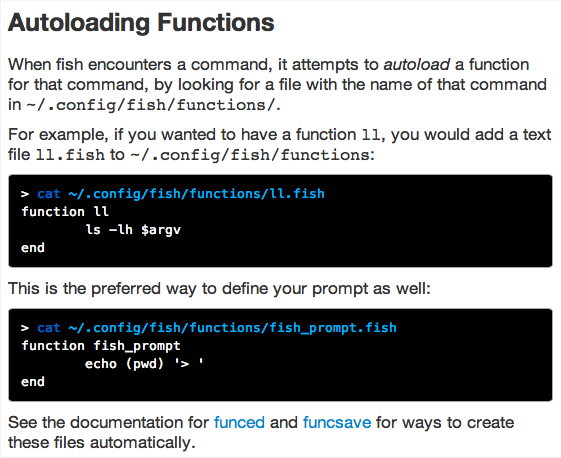 Autoloading Functions
When fish encounters a command, it attempts to autoload a function
for that command, by looking for a file with the name of that command
in ~/.config/fish/functions/.
For example, if you wanted to have a function ll, you would add a text
file ll.fish to ~/.config/fish/functions:
> cat ~/.config/fish/functions/ll.fish
function ll
        ls -lh $argv
end
This is the preferred way to define your prompt as well:
> cat ~/.config/fish/functions/fish_prompt.fish
function fish_prompt
        echo (pwd) '> '
end
See the documentation for funced and funcsave for ways to create
these files automatically.